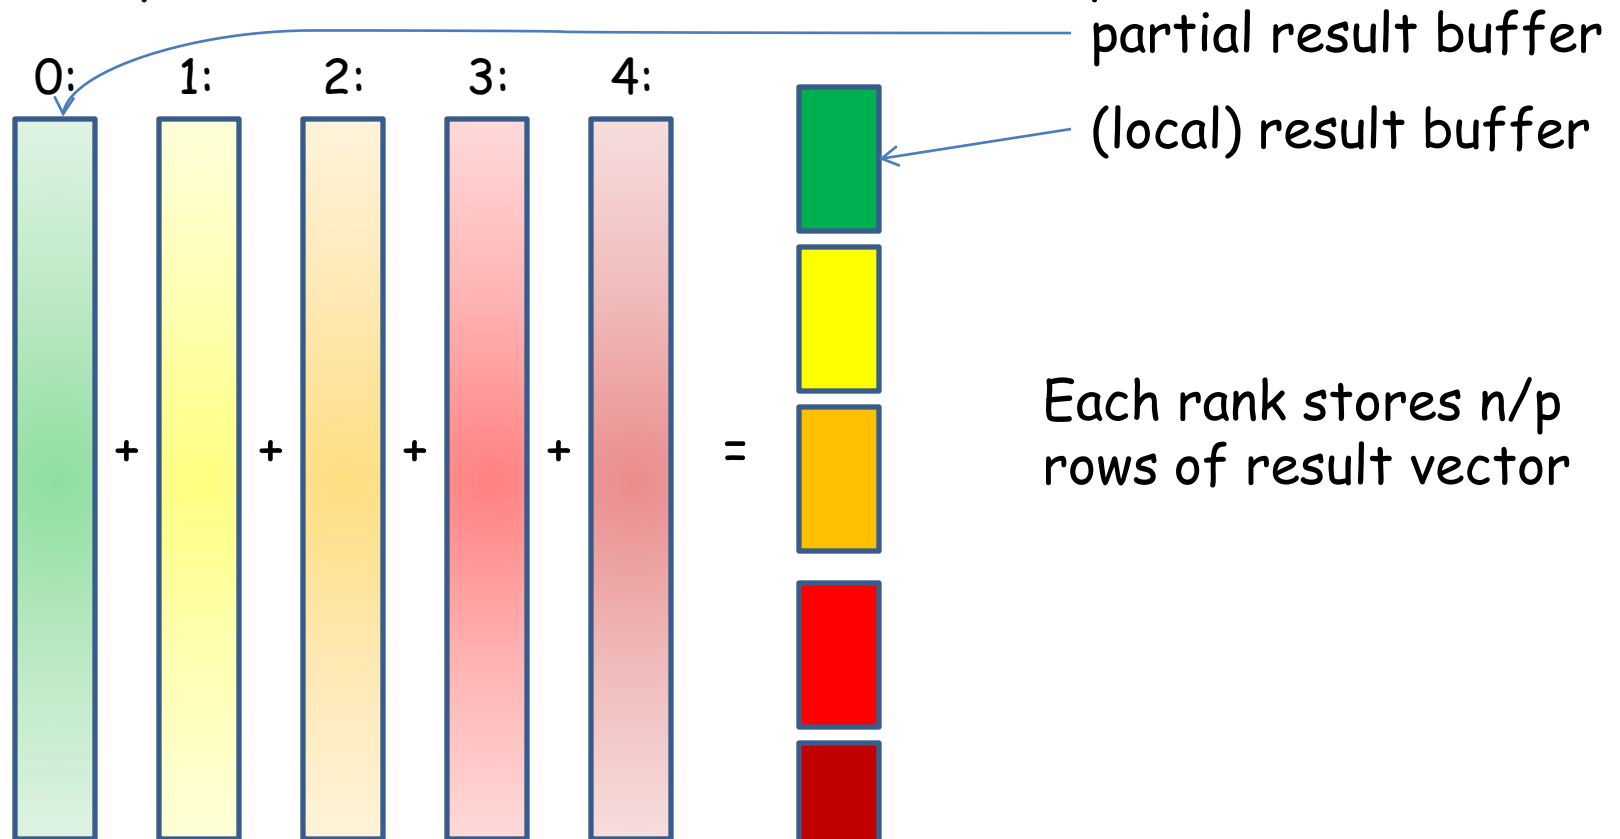 partial result buffer
0: 1: 2: 3: 4:
(local) result buffer
Each rank stores n/p
+ + + + =
rows of result vector